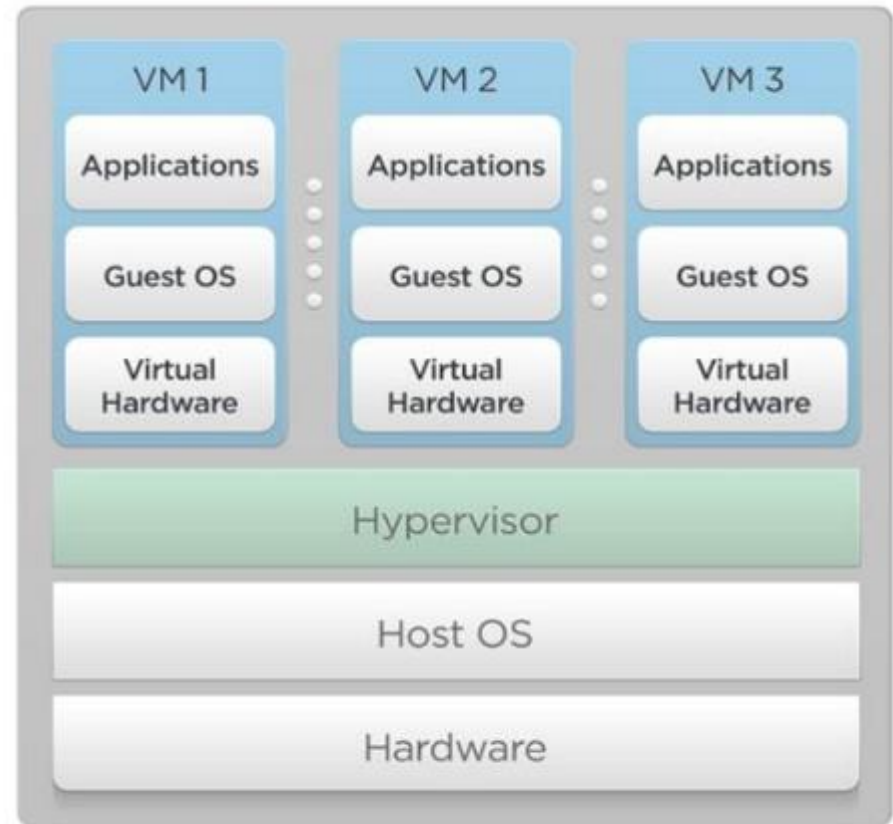 VM 1
Applications
Guest OS
Virtual
Hardware
VM 2
Applications
Guest OS
Virtual
Hardware
VM 3
Applications
Guest OS
Virtual
Hardware
Hypervisor
Host OS
Hardware